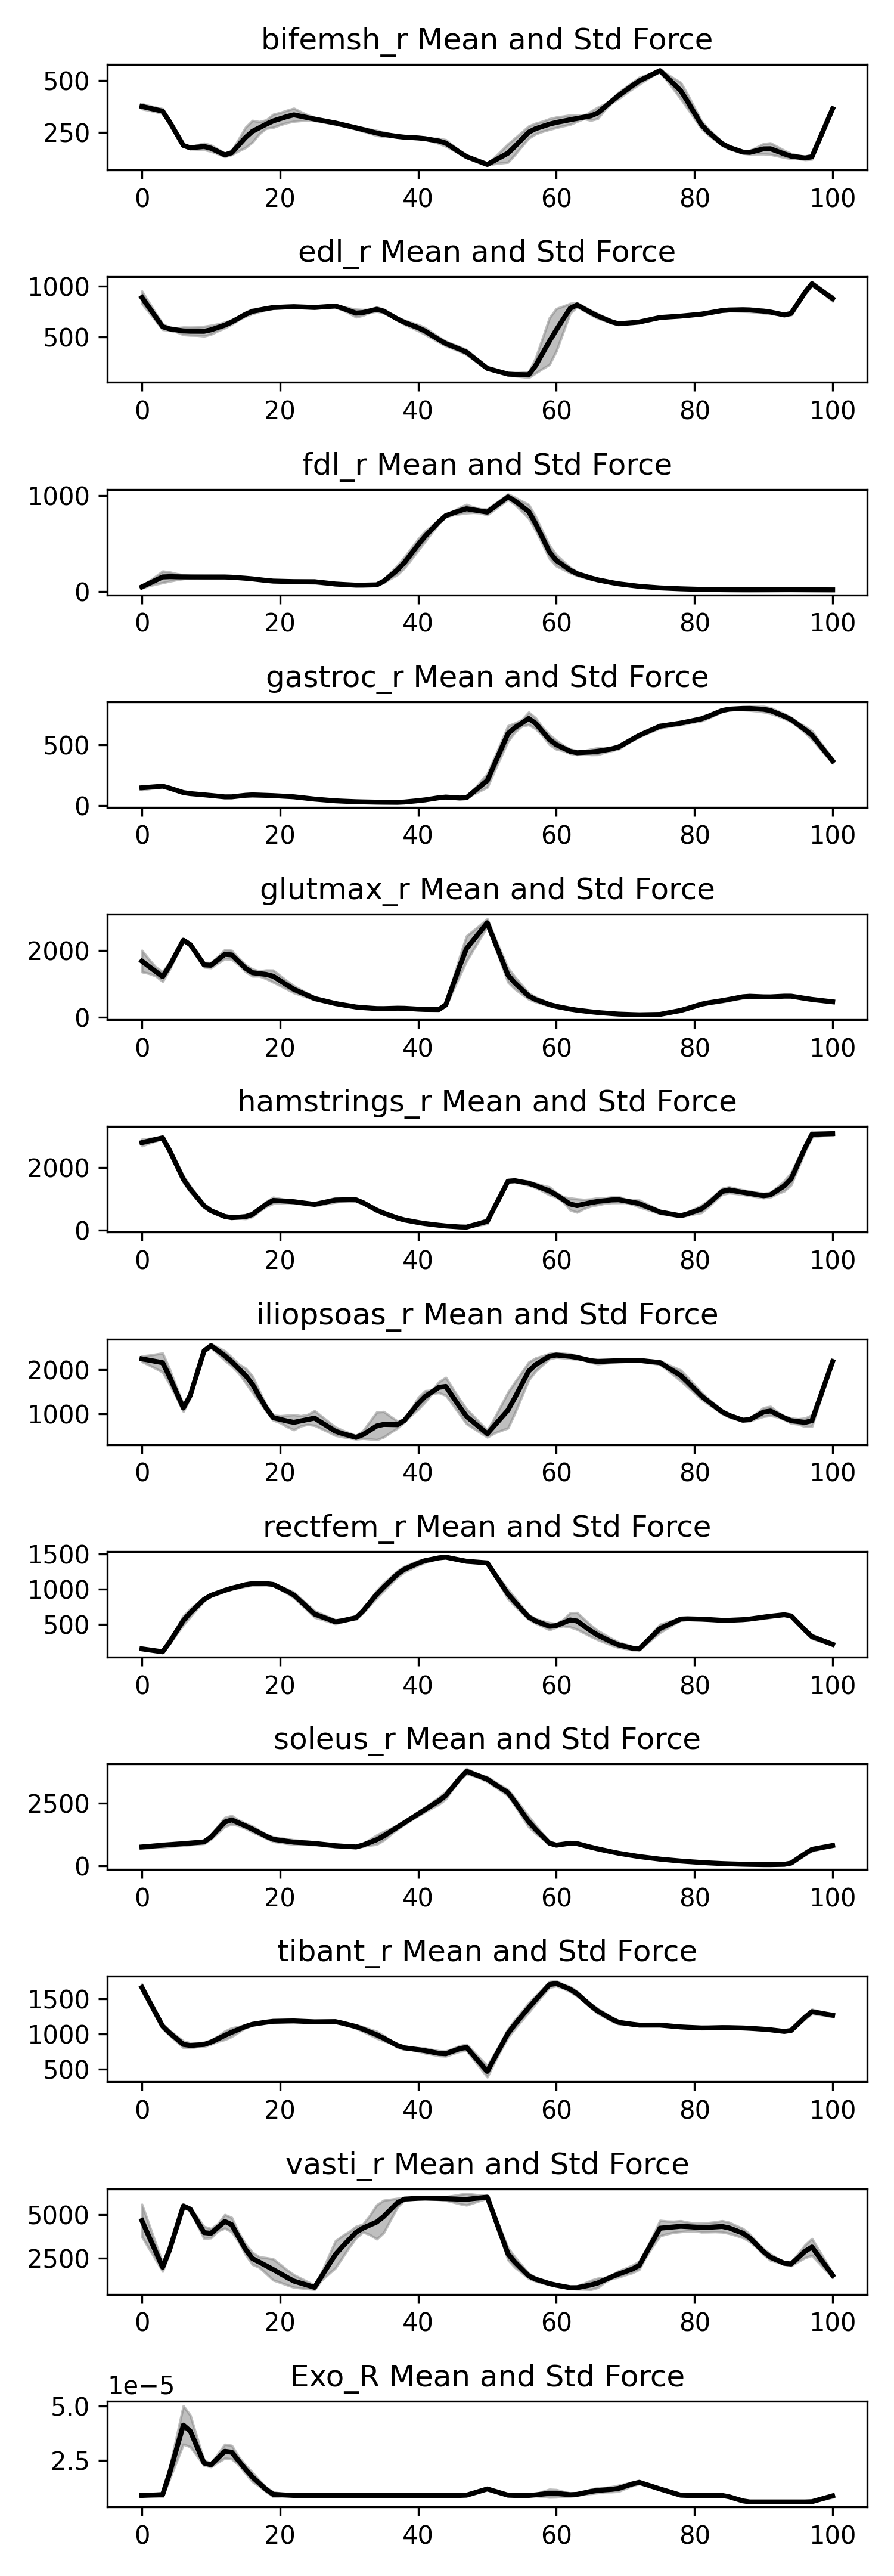 bifemsh_r Mean and Std Force
500
250
0 20 40 60 80 100
edl_r Mean and Std Force
1000
500
0 20 40 60 80 100
fdl_r Mean and Std Force
1000
0
0 20 40 60 80 100
gastroc_r Mean and Std Force
500
0
0 20 40 60 80 100
glutmax_r Mean and Std Force
2000
0
0 20 40 60 80 100
hamstrings_r Mean and Std Force
2000
0
0 20 40 60 80 100
iliopsoas_r Mean and Std Force
2000
1000
0 20 40 60 80 100
rectfem_r Mean and Std Force
1500
1000
500
0 20 40 60 80 100
soleus_r Mean and Std Force
2500
0
0 20 40 60 80 100
tibant_r Mean and Std Force
1500
1000
500
0 20 40 60 80 100
vasti_r Mean and Std Force
5000
2500
0 20 40 60 80 100
Exo_R Mean and Std Force
1e−5
5.0
2.5
0 20 40 60 80 100